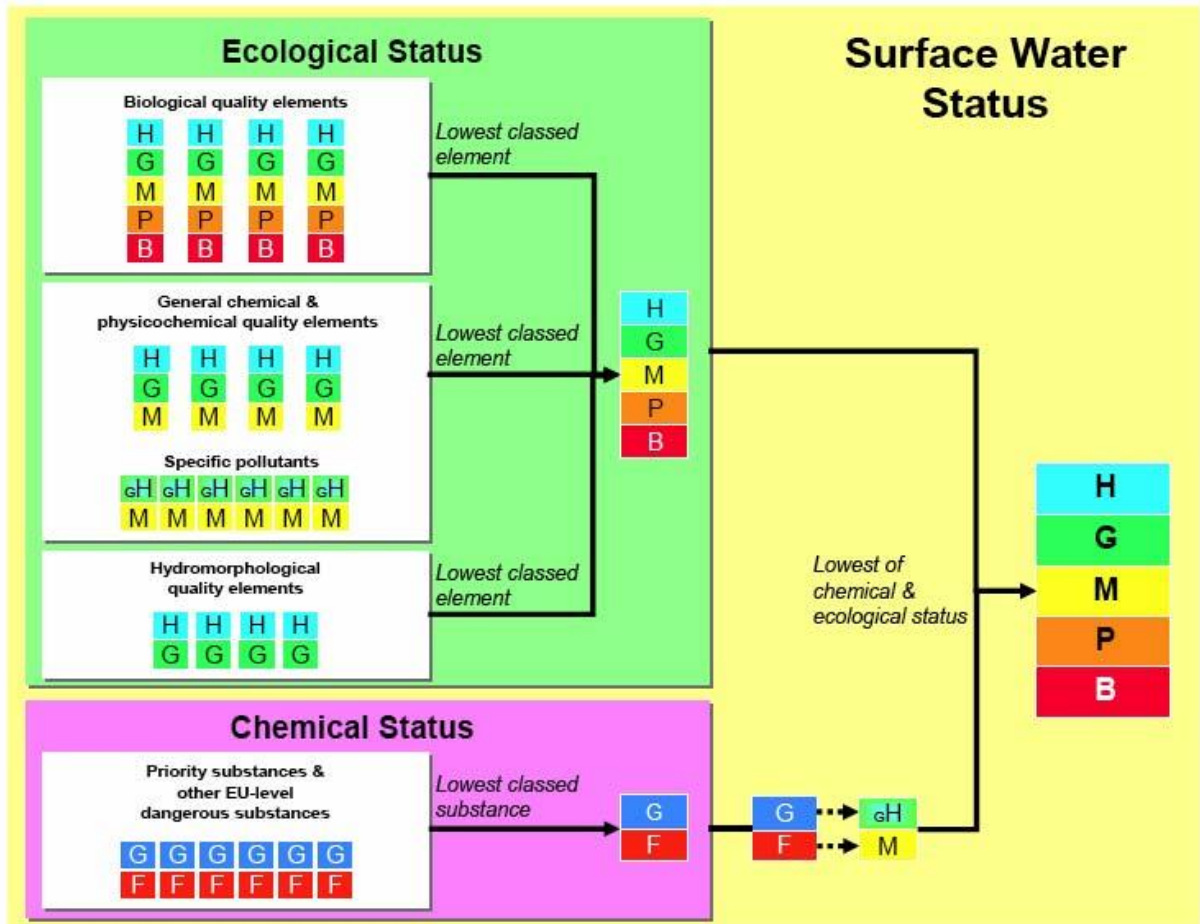 Surface Water
Status
Ecological Status
Biological quality elements
H H H H
G G G G
M M M M
P P P P
B B B B
Lowest classed
element
General chemical &
physicochemical quality elements
H H H H
G G G G
M M M M
Lowest classed
element
Specific pollutants
GH GH GH GH GH GH
M M M M M M
Hydromorphological
quality elements
H H H H
G G G G
Lowest classed
element
H
G
M
P
B
Chemical Status
Priority substances &
other EU-level
dangerous substances
G G G G G G
F F F F F F
Lowest classed
substance
G
F
G
F
GH
M
Lowest of
chemical &
ecological status
H
G
M
P
B